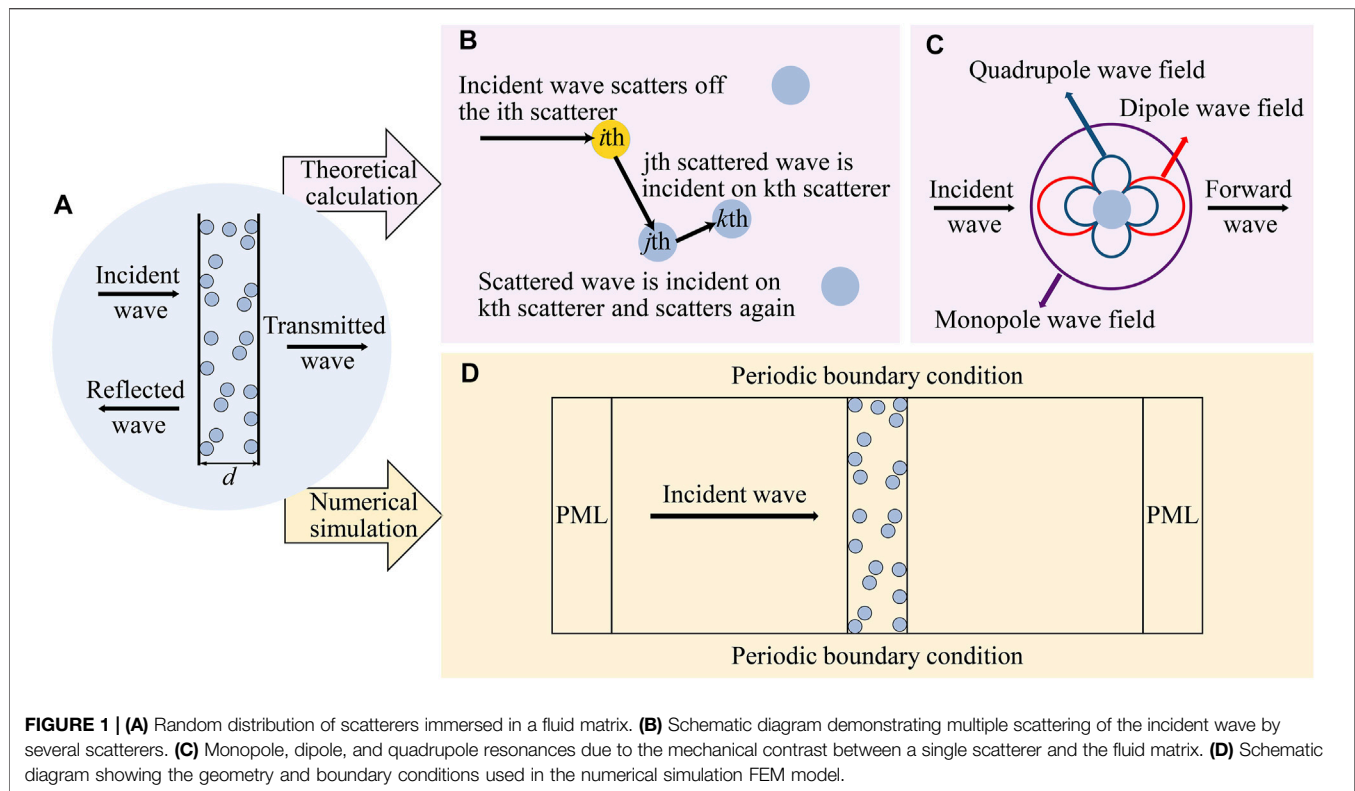 A
Incident
wave
Reflected
wave
Transmitted
wave
d
Theoretical
calculation
Numerical
simulation
B
Incident wave scatters off
the ith scatterer
ith
jth scattered wave is
incident on kth scatterer
kth
jth
Scattered wave is incident on
kth scatterer and scatters again
C
Quadrupole wave field
Dipole wave field
Incident
wave
Forward
wave
Monopole wave field
D
Periodic boundary condition
PML
Incident wave
PML
Periodic boundary condition
FIGURE 1 | (A) Random distribution of scatterers immersed in a fluid matrix. (B) Schematic diagram demonstrating multiple scattering of the incident wave by
several scatterers. (C) Monopole, dipole, and quadrupole resonances due to the mechanical contrast between a single scatterer and the fluid matrix. (D) Schematic
diagram showing the geometry and boundary conditions used in the numerical simulation FEM model.